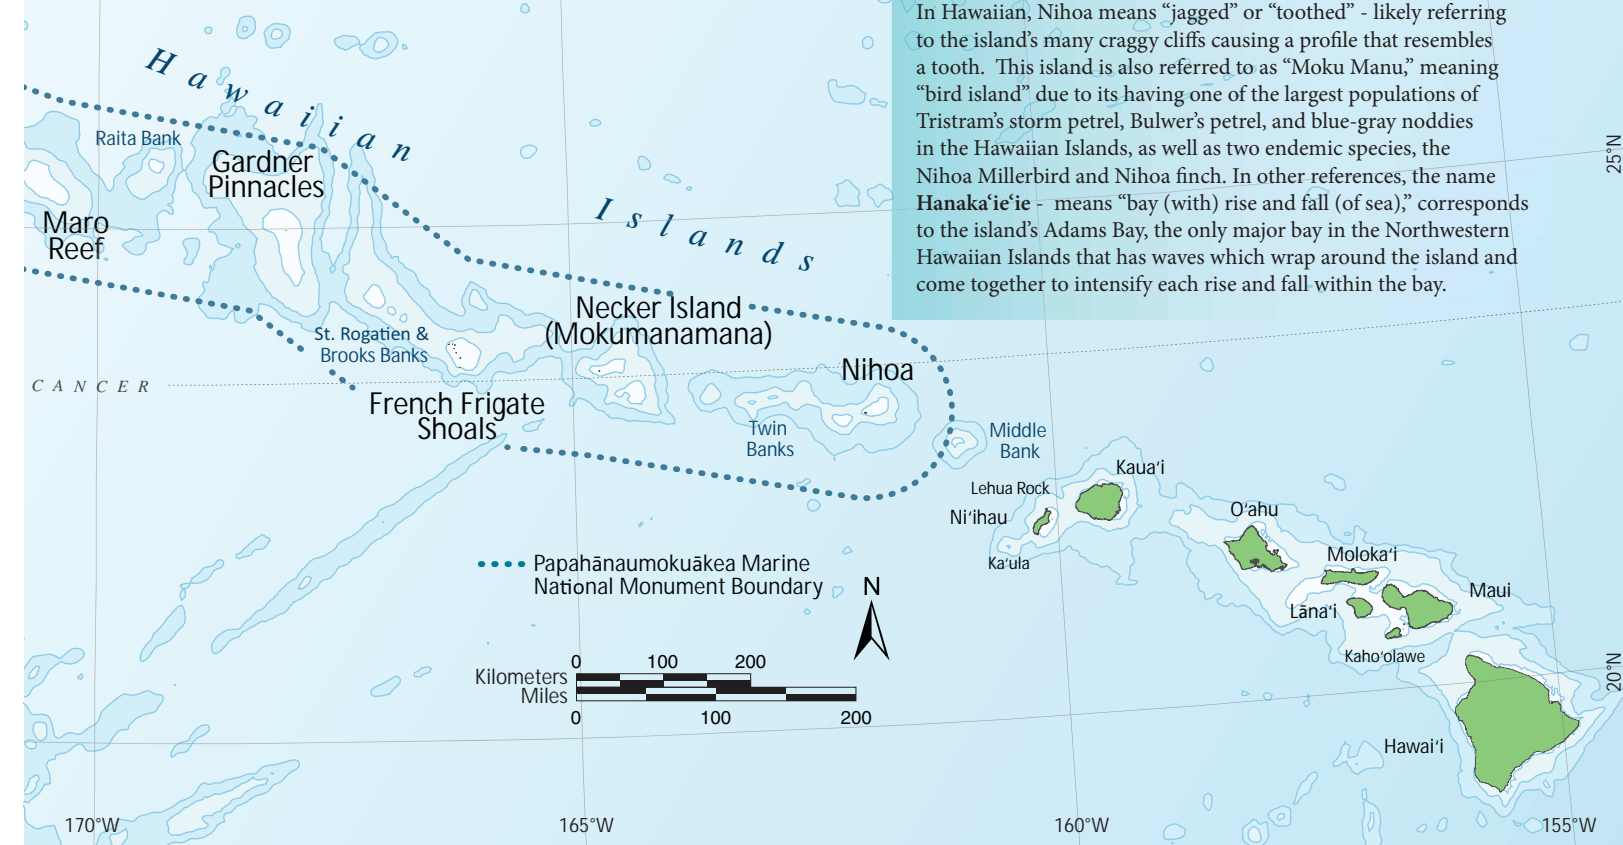 In Hawaiian, Nihoa means “jagged” or “toothed” - likely referring
to the island’s many craggy cliffs causing a profile that resembles
a tooth.  This island is also referred to as “Moku Manu,” meaning
“bird island” due to its having one of the largest populations of
Tristram’s storm petrel, Bulwer’s petrel, and blue-gray noddies
in the Hawaiian Islands, as well as two endemic species, the
Nihoa Millerbird and Nihoa finch. In other references, the name
Hanakaʻieʻie -  means “bay (with) rise and fall (of sea),” corresponds
to the island’s Adams Bay, the only major bay in the Northwestern
Hawaiian Islands that has waves which wrap around the island and
come together to intensify each rise and fall within the bay.
Hawaiian
Islands
Raita Bank
Gardner
Pinnacles
Maro
Reef
25°N
St. Rogatien &
Brooks Banks
Necker Island
(Mokumanamana)
Nihoa
CANCER
French Frigate
Shoals
Twin
Banks
Middle
Bank
Kauaʻi
Lehua Rock
Niʻihau
Kaʻula
Oʻahu
Molokaʻi
Maui
Lānaʻi
Kahoʻolawe
Hawaiʻi
20°N
Papahānaumokuākea Marine
National Monument Boundary
N
0 100 200
Kilometers
Miles
0 100 200
170°W 165°W 160°W 155°W